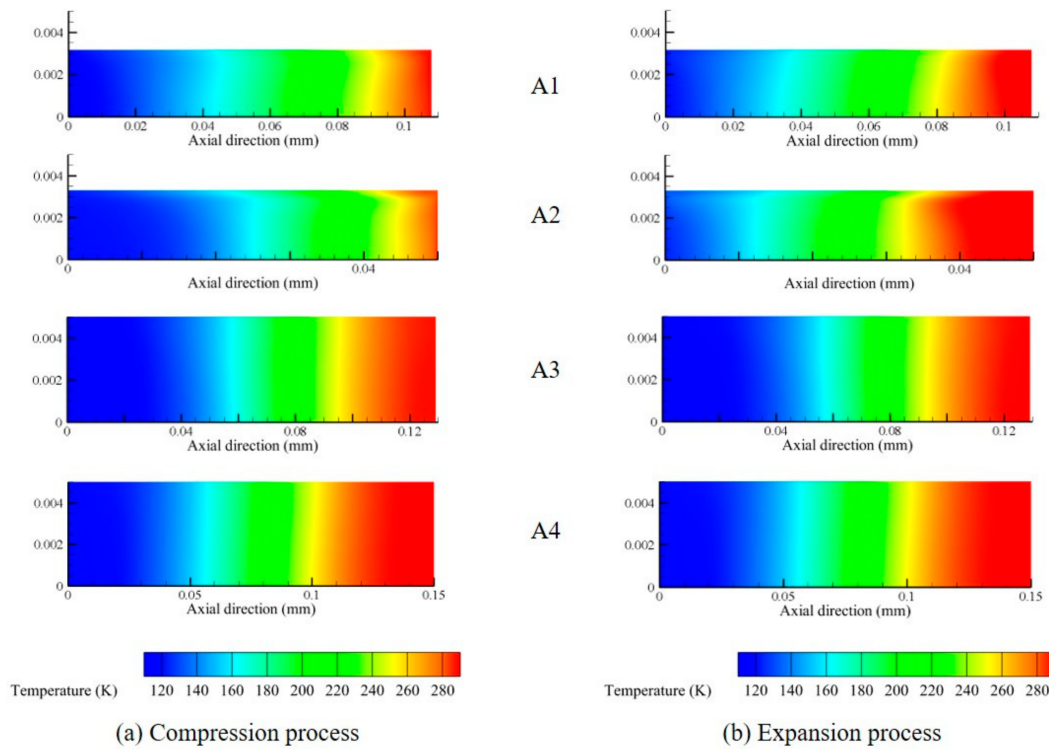 0.004
0.002
0
0 0.02 0.04 0.06 0.08 0.1
Axial direction (mm)
A1
0.004
0.002
0
0 0.02 0.04 0.06 0.08 0.1
Axial direction (mm)
0.004
0.002
0
0 0.04
Axial direction (mm)
A2
0.004
0.002
0
0 0.04
Axial direction (mm)
0.004
0.002
0
0 0.04 0.08 0.12
Axial direction (mm)
A3
0.004
0.002
0
0 0.04 0.08 0.12
Axial direction (mm)
0.004
0.002
0
0 0.05 0.1 0.15
Axial direction (mm)
A4
0.004
0.002
0
0 0.05 0.1 0.15
Axial direction (mm)
Temperature (K)
120 140 160 180 200 220 240 260 280
Temperature (K)
120 140 160 180 200 220 240 260 280
(a) Compression process
(b) Expansion process